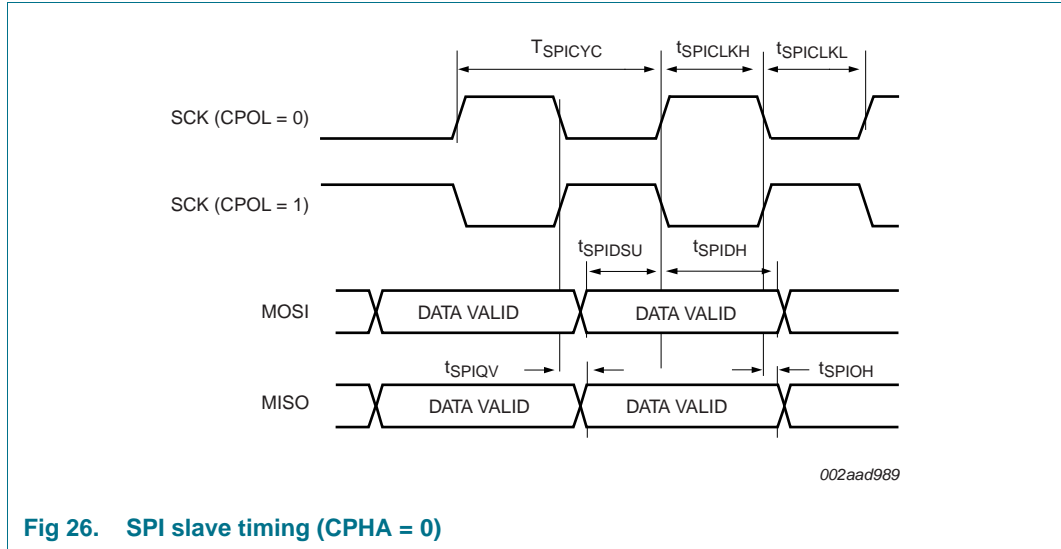 TSPICYC tSPICLKH tSPICLKL
SCK (CPOL = 0)
SCK (CPOL = 1)
tSPIDSU tSPIDH
MOSI DATA VALID DATA VALID
tSPIQV tSPIOH
MISO DATA VALID DATA VALID
002aad989
Fig 26. SPI slave timing (CPHA = 0)